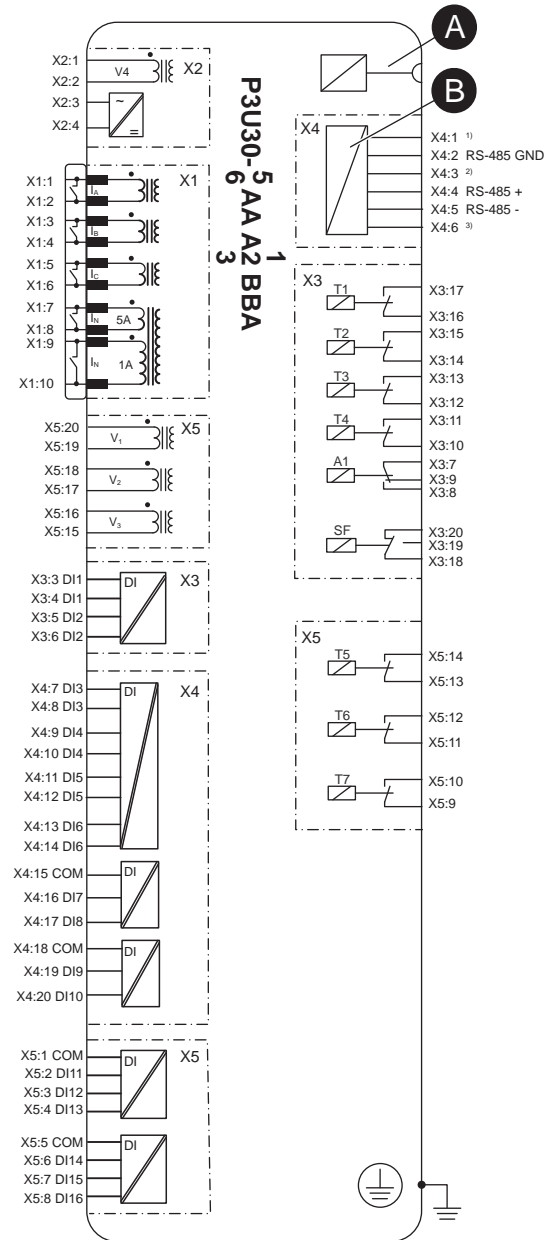 A
B
X2:1
X2:2
X2:3
X2:4
V4
X2
~
=
P3U30- 5 AA A2 1 BBA
6 3
X1:1
X1:2
X1:3
X1:4
X1:5
X1:6
X1:7
X1:8
X1:9
X1:10
IA
IB
IC
IN
5A
IN
1A
X1
X5:20
X5:19
X5:18
X5:17
X5:16
X5:15
V1
V2
V3
X5
X3:3 DI1
X3:4 DI1
X3:5 DI2
X3:6 DI2
DI
X3
X4:7 DI3
X4:8 DI3
X4:9 DI4
X4:10 DI4
X4:11 DI5
X4:12 DI5
X4:13 DI6
X4:14 DI6
DI
X4
X4:15 COM
X4:16 DI7
X4:17 DI8
DI
X4:18 COM
X4:19 DI9
X4:20 DI10
DI
X5:1 COM
X5:2 DI11
X5:3 DI12
X5:4 DI13
DI
X5
X5:5 COM
X5:6 DI14
X5:7 DI15
X5:8 DI16
DI
X4
X4:1 1)
X4:2 RS-485 GND
X4:3 2)
X4:4 RS-485 +
X4:5 RS-485 -
X4:6 3)
X3
T1
X3:17
X3:16
T2
X3:15
X3:14
T3
X3:13
X3:12
T4
X3:11
X3:10
A1
X3:7
X3:9
X3:8
SF
X3:20
X3:19
X3:18
X5
T5
X5:14
X5:13
T6
X5:12
X5:11
T7
X5:10
X5:9